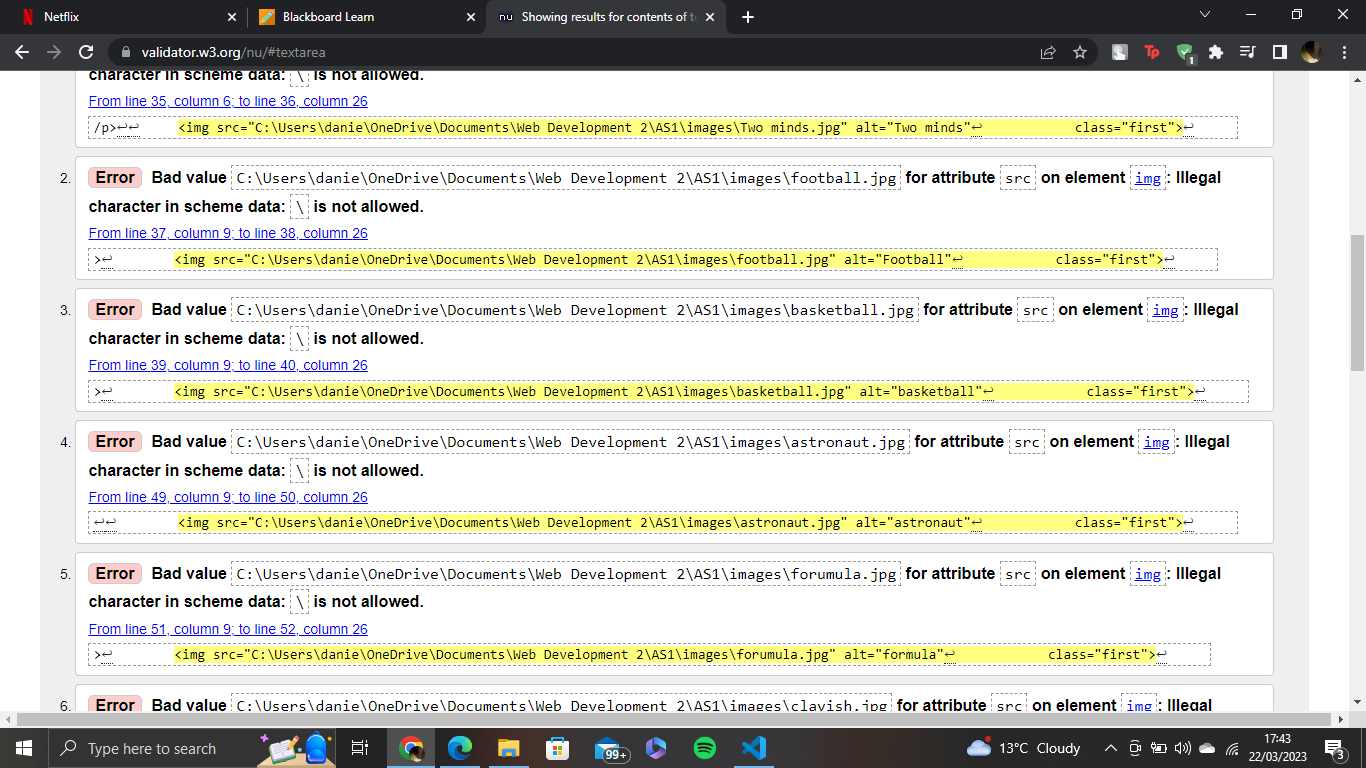 Netflix
Blackboard Learn
nu Showing results for contents of te
validator.w3.org/nu/#textarea
1
character in scheme data: \ is not allowed.
From line 35, column 6; to line 36, column 26
/p>↩↩ <img src="C:\Users\danie\OneDrive\Documents\Web Development 2\AS1\images\Two minds.jpg" alt="Two minds"↩ class="first">↩
2. Error Bad value C:\Users\danie\OneDrive\Documents\Web Development 2\AS1\images\football.jpg for attribute src on element img: Illegal
character in scheme data: \ is not allowed.
From line 37, column 9; to line 38, column 26
>↩ <img src="C:\Users\danie\OneDrive\Documents\Web Development 2\AS1\images\football.jpg" alt="Football"↩ class="first">↩
3. Error Bad value C:\Users\danie\OneDrive\Documents\Web Development 2\AS1\images\basketball.jpg for attribute src on element img: Illegal
character in scheme data: \ is not allowed.
From line 39, column 9; to line 40, column 26
>↩ <img src="C:\Users\danie\OneDrive\Documents\Web Development 2\AS1\images\basketball.jpg" alt="basketball"↩ class="first">↩
4. Error Bad value C:\Users\danie\OneDrive\Documents\Web Development 2\AS1\images\astronaut.jpg for attribute src on element img: Illegal
character in scheme data: \ is not allowed.
From line 49, column 9; to line 50, column 26
↩↩ <img src="C:\Users\danie\OneDrive\Documents\Web Development 2\AS1\images\astronaut.jpg" alt="astronaut"↩ class="first">↩
5. Error Bad value C:\Users\danie\OneDrive\Documents\Web Development 2\AS1\images\forumula.jpg for attribute src on element img: Illegal
character in scheme data: \ is not allowed.
From line 51, column 9; to line 52, column 26
>↩ <img src="C:\Users\danie\OneDrive\Documents\Web Development 2\AS1\images\forumula.jpg" alt="formula"↩ class="first">↩
6. Error Bad value C:\Users\danie\OneDrive\Documents\Web Development 2\AS1\images\clavish.jpg for attribute src on element img: Illegal
Type here to search
99+
13°C Cloudy
17:43
22/03/2023
3